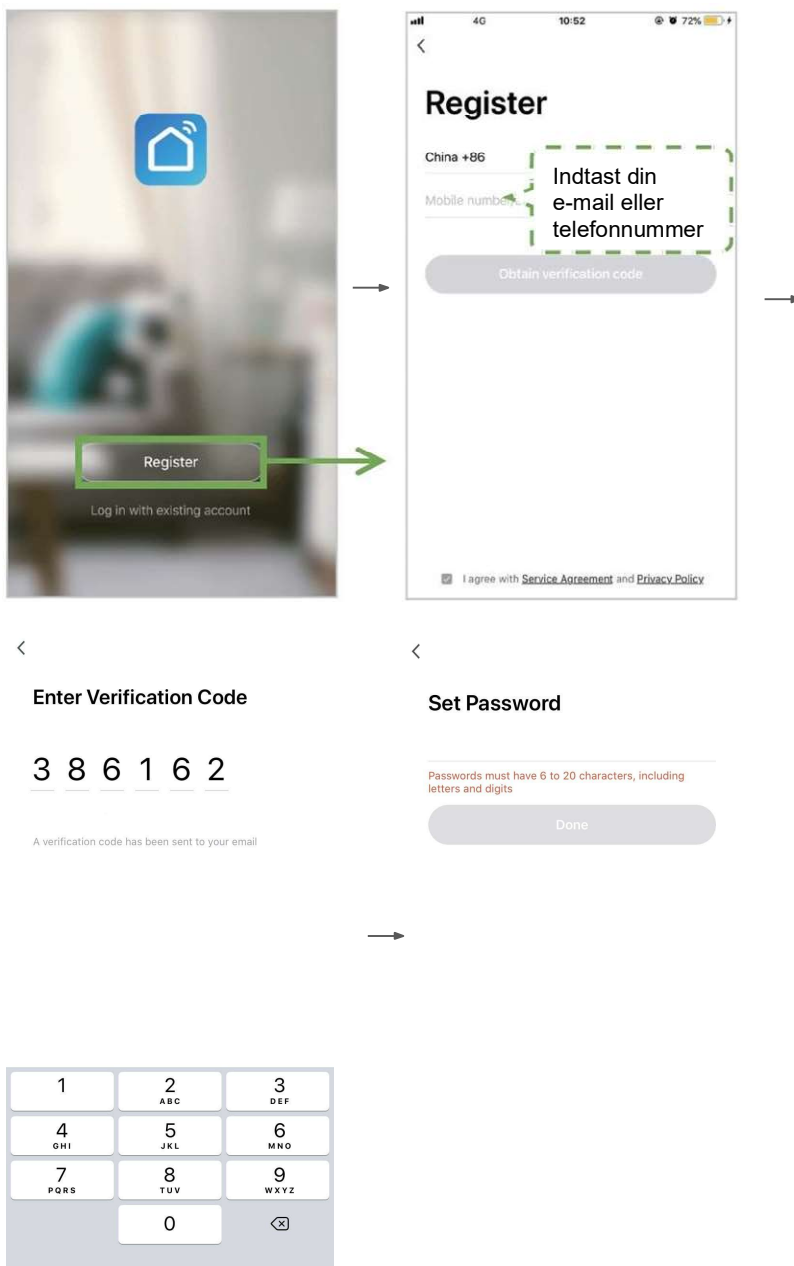 Register
Log in with existing account
4G 10:52 72%
Register
China +86
Mobile number
Indtast din
e-mail eller
telefonnummer
Obtain verification code
I agree with Service Agreement and Privacy Policy
Enter Verification Code
3 8 6 1 6 2
A verification code has been sent to your email
1 2 3
ABC DEF
4 5 6
GHI JKL MNO
7 8 9
PQRS TUV WXYZ
0
Set Password
Passwords must have 6 to 20 characters, including
letters and digits
Done